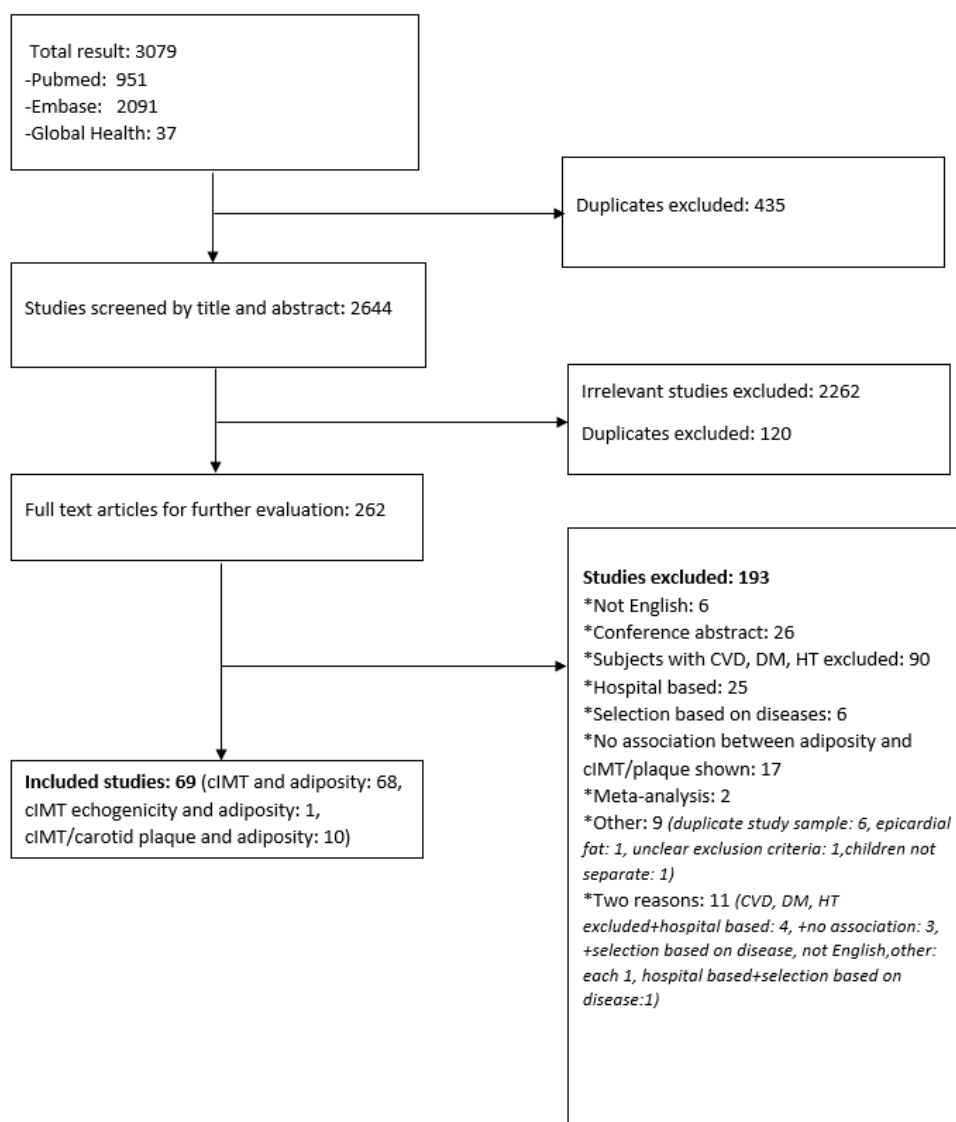 Total result: 3079
-Pubmed: 951
-Embase: 2091
-Global Health: 37
Duplicates excluded: 435
Studies screened by title and abstract: 2644
Irrelevant studies excluded: 2262
Duplicates excluded: 120
Full text articles for further evaluation: 262
Studies excluded: 193
*Not English: 6
*Conference abstract: 26
*Subjects with CVD, DM, HT excluded: 90
*Hospital based: 25
*Selection based on diseases: 6
*No association between adiposity and
cIMT/plaque shown: 17
*Meta-analysis: 2
*Other: 9 (duplicate study sample: 6, epicardial
fat: 1, unclear exclusion criteria: 1,children not
separate: 1)
*Two reasons: 11 (CVD, DM, HT
excluded+hospital based: 4, +no association: 3,
+selection based on disease, not English,other:
each 1, hospital based+selection based on
disease:1)
Included studies: 69 (cIMT and adiposity: 68,
cIMT echogenicity and adiposity: 1,
cIMT/carotid plaque and adiposity: 10)